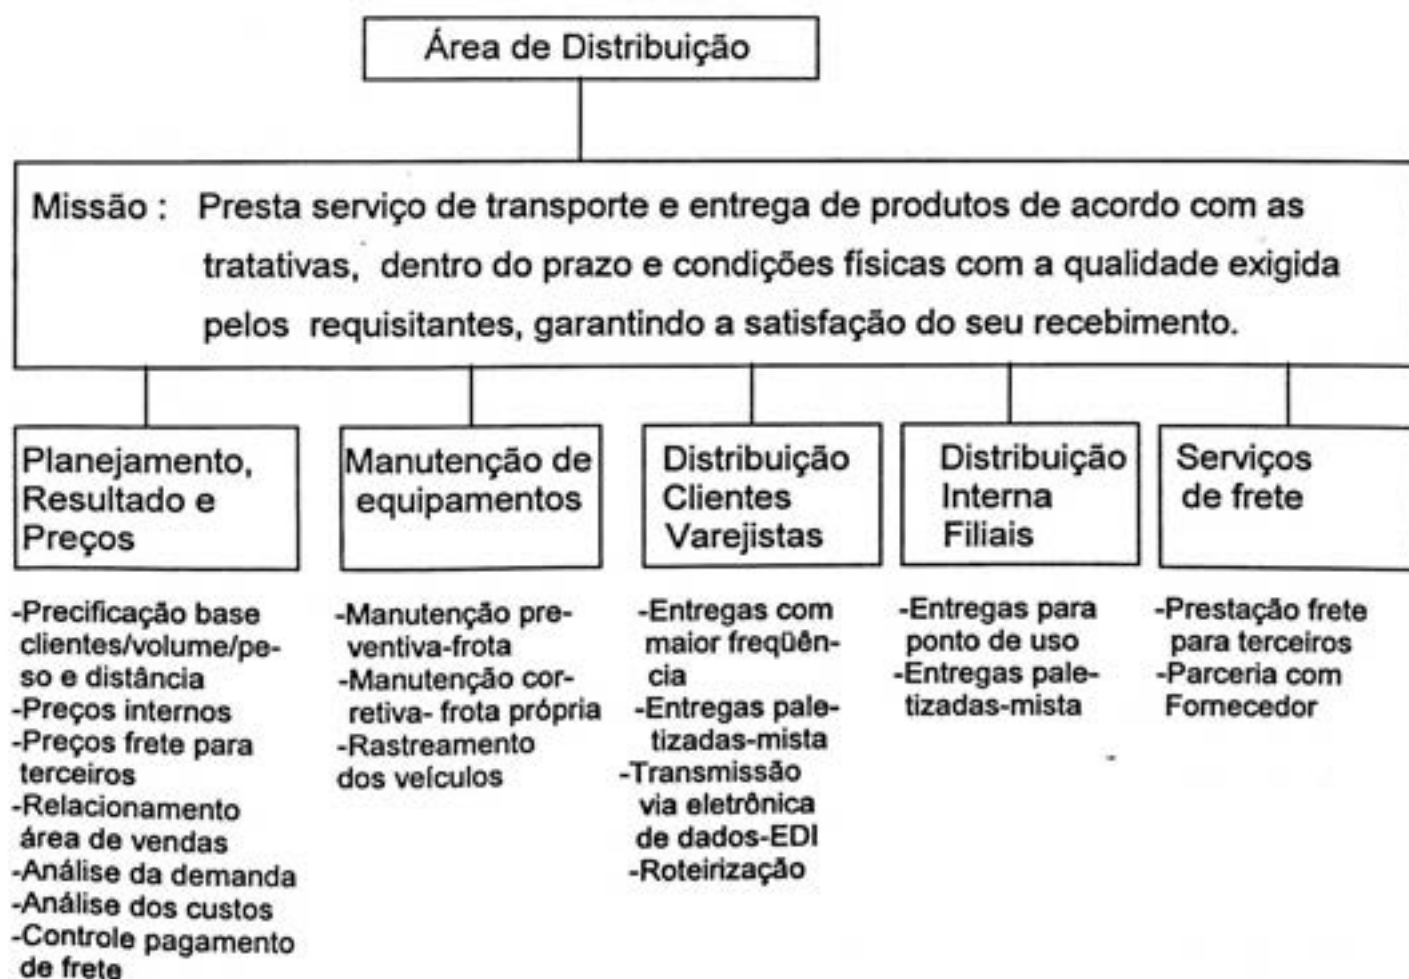 Área de Distribuição
Missão : Presta serviço de transporte e entrega de produtos de acordo com as
tratativas, dentro do prazo e condições físicas com a qualidade exigida
pelos requisitantes, garantindo a satisfação do seu recebimento.
Planejamento,
Resultado e
Preços
-Precificação base
clientes/volume/pe-
so e distância
-Preços internos
-Preços frete para
terceiros
-Relacionamento
área de vendas
-Análise da demanda
-Análise dos custos
-Controle pagamento
de frete
Manutenção de
equipamentos
-Manutenção pre-
ventiva-frota
-Manutenção cor-
retiva- frota própria
-Rastreamento
dos veículos
Distribuição
Clientes
Varejistas
-Entregas com
maior freqüên-
cia
-Entregas pale-
tizadas-mista
-Transmissão
via eletrônica
de dados-EDI
-Roteirização
Distribuição
Interna
Filiais
-Entregas para
ponto de uso
-Entregas pale-
tizadas-mista
Serviços
de frete
-Prestação frete
para terceiros
-Parceria com
Fornecedor